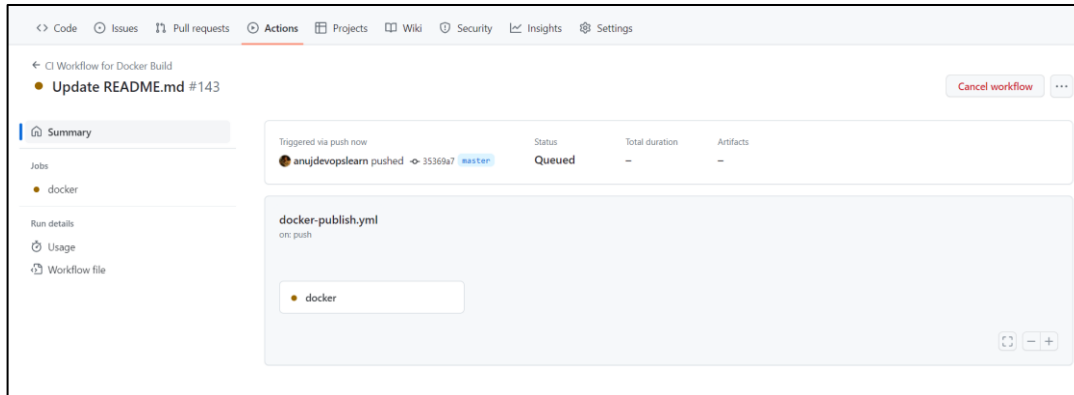 <> Code Issues Pull requests Actions Projects Wiki Security Insights Settings
← CI Workflow for Docker Build
Update README.md #143
Cancel workflow ...
Summary
Jobs
docker
Run details
Usage
Workflow file
Triggered via push now
anujdevopslearn pushed 35369a7 master
Status
Queued
Total duration
–
Artifacts
–
docker-publish.yml
on: push
docker